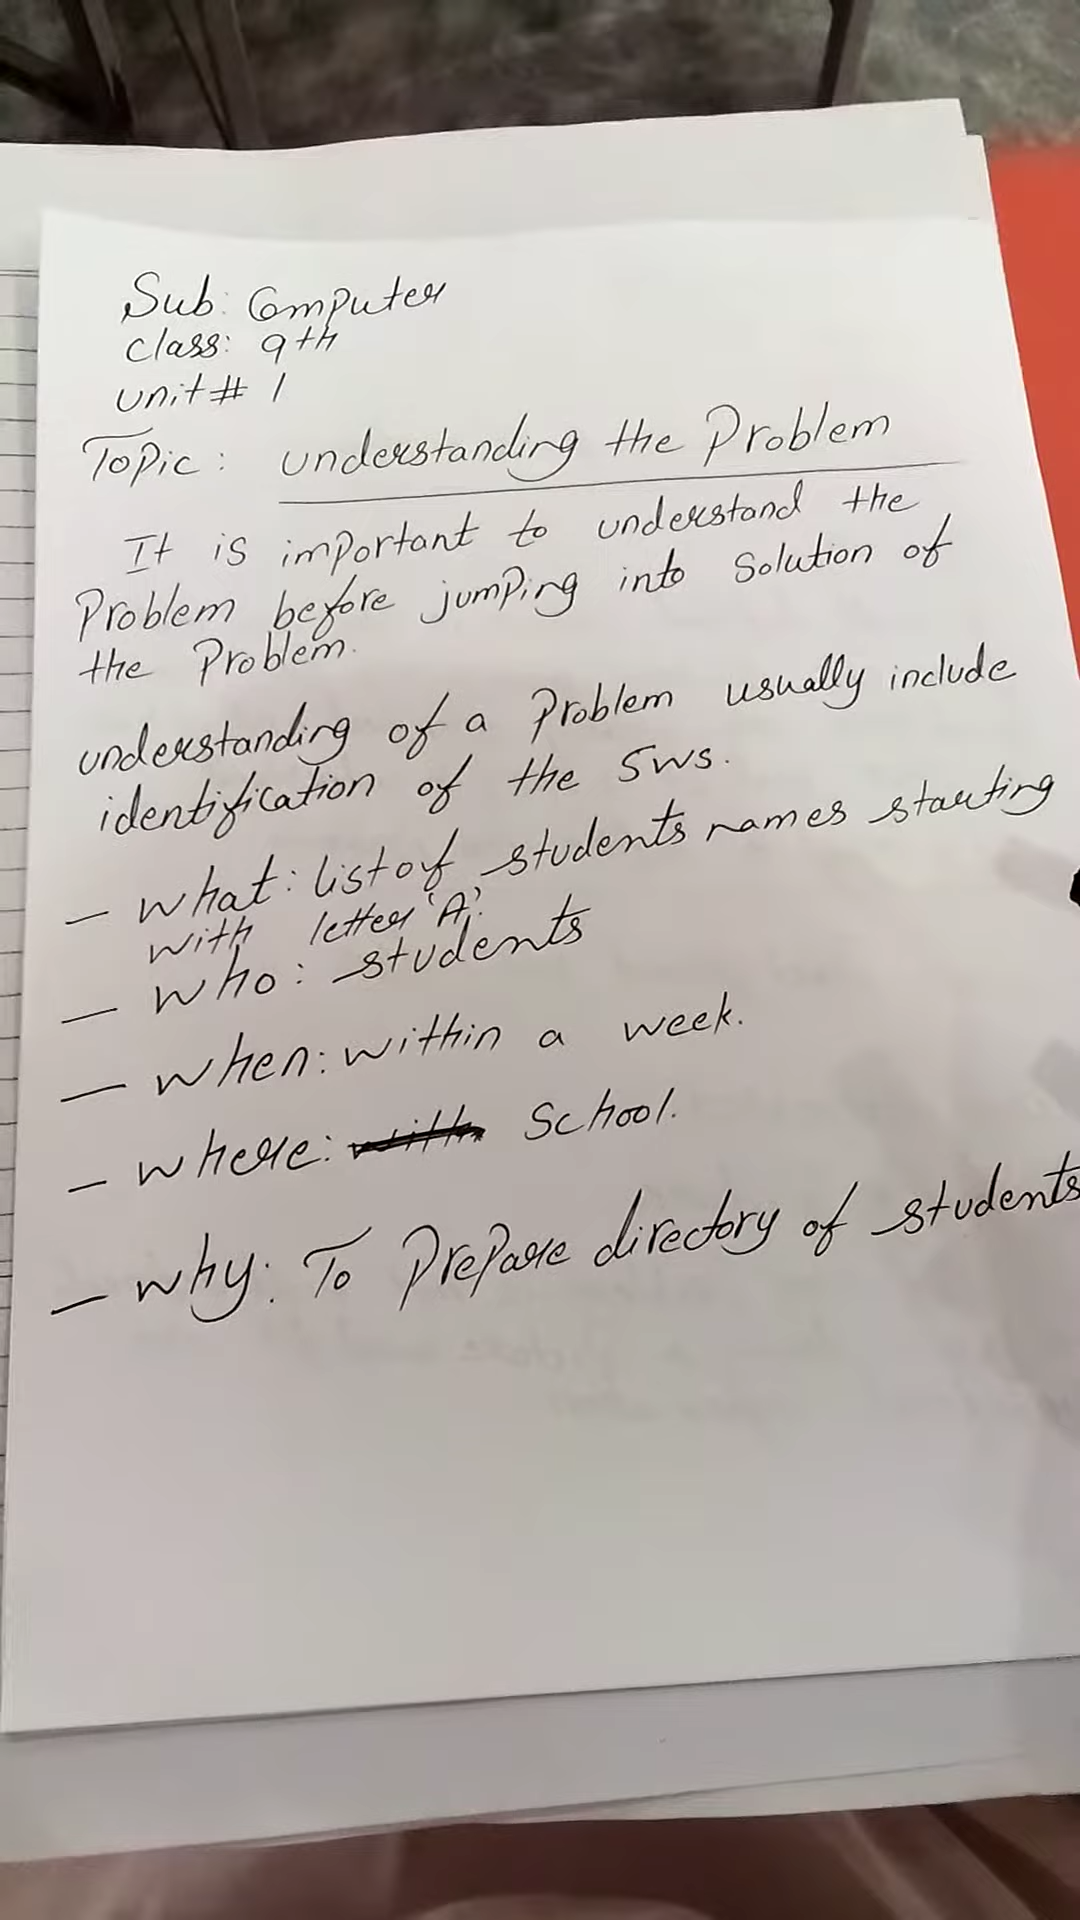 Sub: Computer
Class: 9th
Unit # 1
Topic: understanding the Problem
It is important to understand the
Problem before jumping into Solution of
the Problem.
understanding of a Problem usually include
identification of the 5ws.
— what: list of students names starting
with letter 'A'.
— who: students
— when: within a week.
— where: School.
— why: To Prepare directory of students